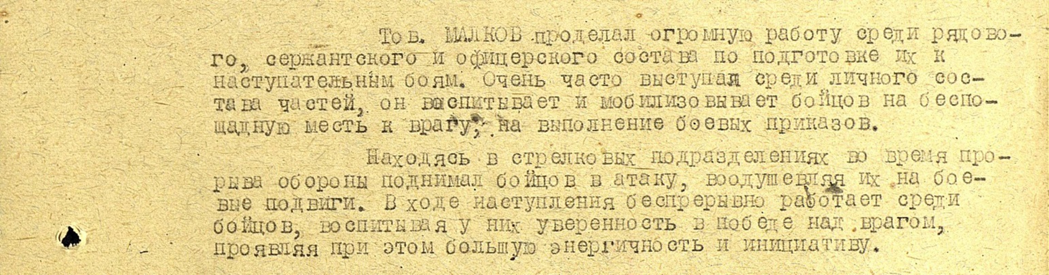 Тов. МАЛКОВ проделал огромную работу среди рядово-
го, сержантского и офицерского состава по подготовке их к
наступательным боям. Очень часто выступая среди личного сос-
тава частей, он воспитывает и мобилизовывает бойцов на беспо-
щадную месть к врагу, на выполнение боевых приказов.
Находясь в стрелковых подразделениях во время про-
рыва обороны поднимал бойцов в атаку, воодушевляя их на бое-
вые подвиги. В ходе наступления беспрерывно работает среди
бойцов, воспитывая у них уверенность в победе над врагом,
проявляя при этом большую энергичность и инициативу.